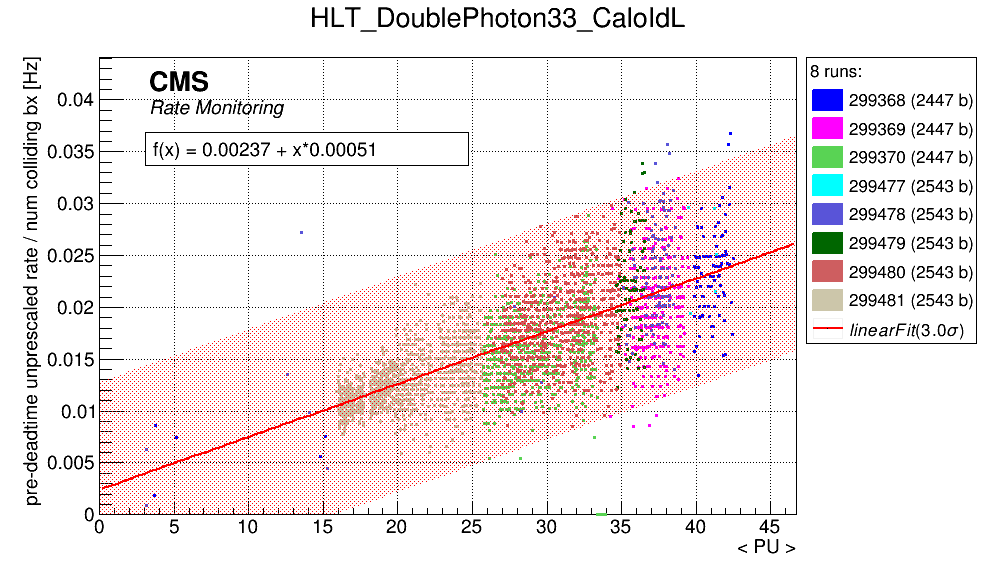 HLT_DoublePhoton33_CaloIdL
pre-deadtime unprescaled rate / num colliding bx [Hz]
CMS
Rate Monitoring
f(x) = 0.00237 + x*0.00051
0.04
0.035
0.03
0.025
0.02
0.015
0.01
0.005
0
0 5 10 15 20 25 30 35 40 45
< PU >
8 runs:
299368 (2447 b)
299369 (2447 b)
299370 (2447 b)
299477 (2543 b)
299478 (2543 b)
299479 (2543 b)
299480 (2543 b)
299481 (2543 b)
linearFit(3.0σ)